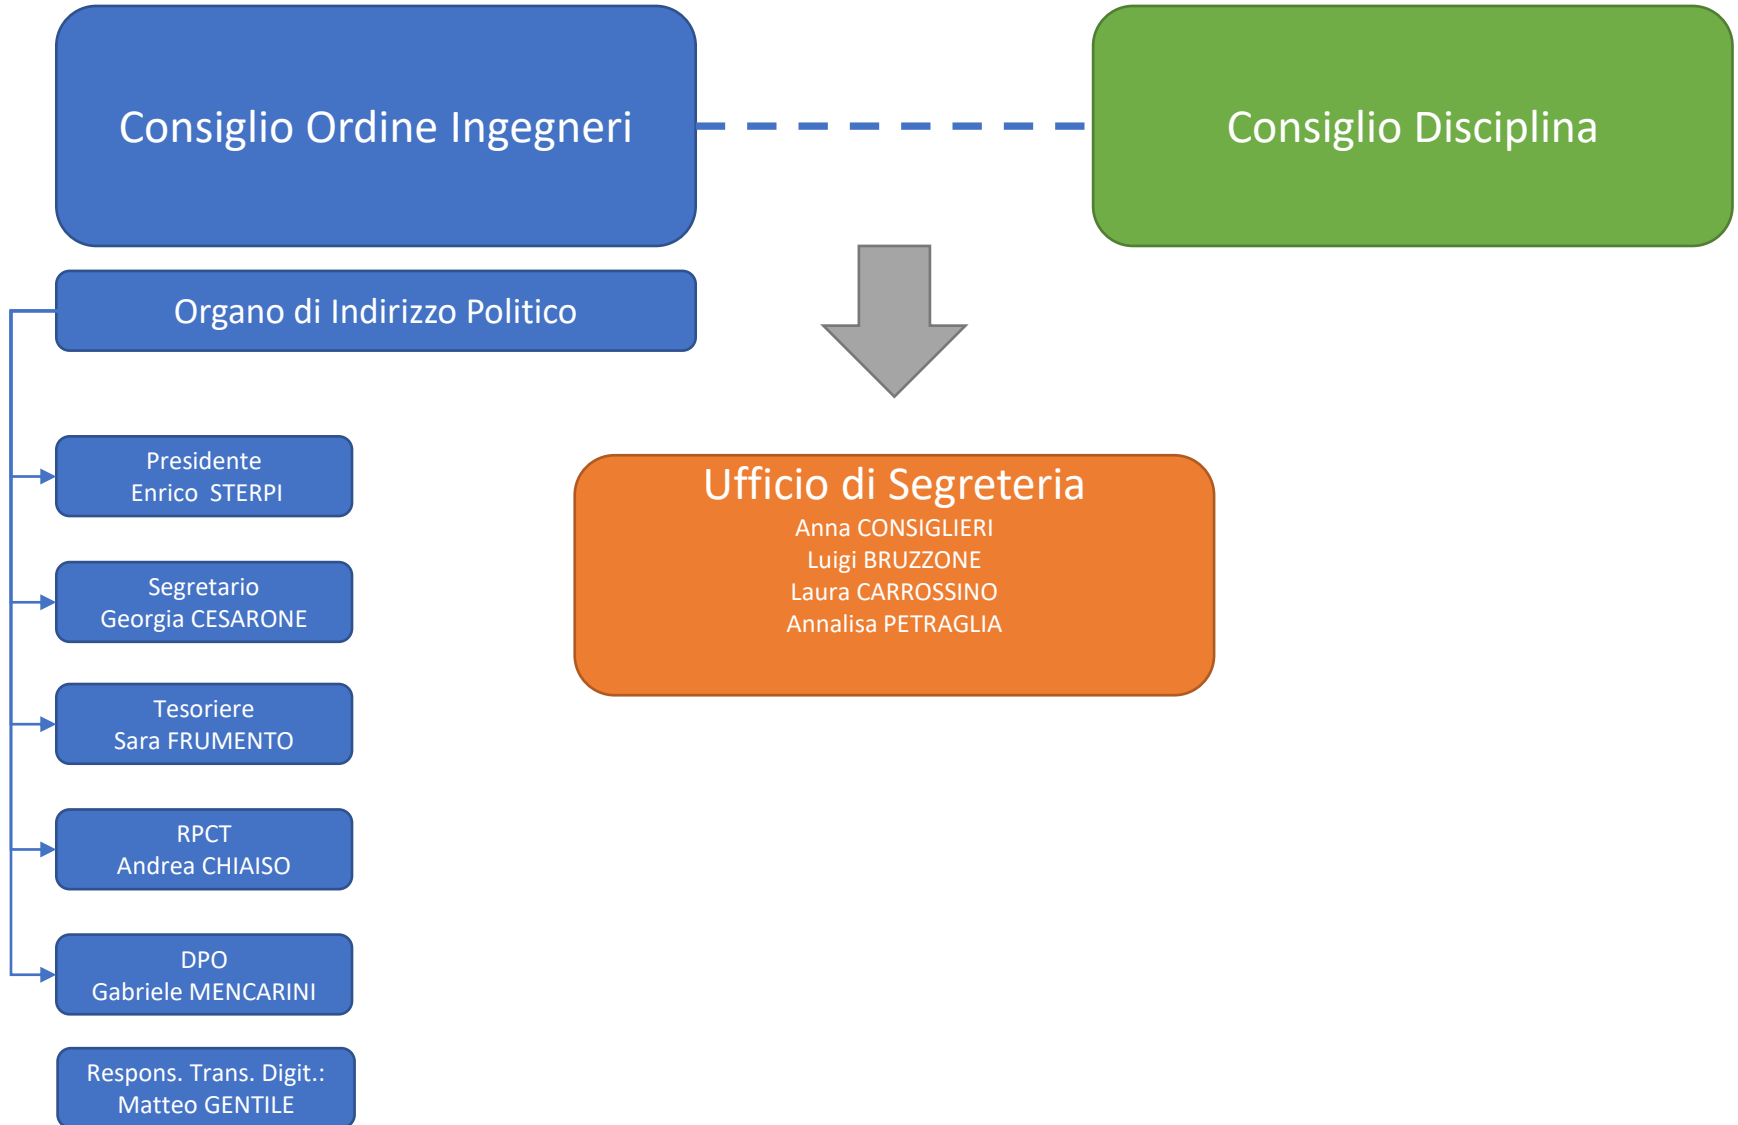 Consiglio Ordine Ingegneri
Consiglio Disciplina
Organo di Indirizzo Politico
Presidente
Enrico  STERPI
Segretario
Georgia CESARONE
Tesoriere
Sara FRUMENTO
RPCT
Andrea CHIAISO
DPO
Gabriele MENCARINI
Respons. Trans. Digit.:
Matteo GENTILE
Ufficio di Segreteria
Anna CONSIGLIERI
Luigi BRUZZONE
Laura CARROSSINO
Annalisa PETRAGLIA